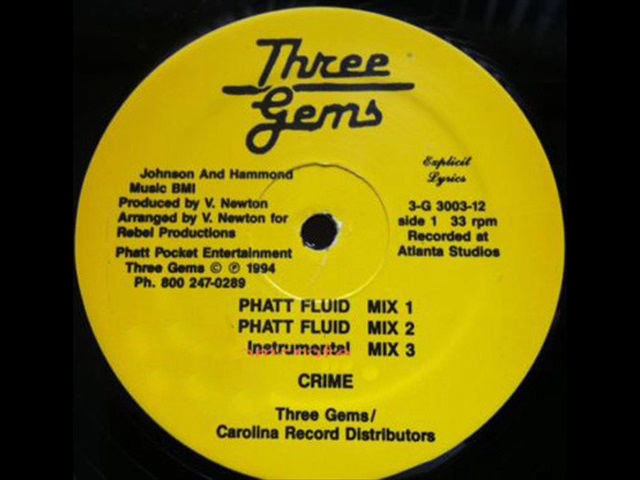 Three
Gems
Explicit
Lyrics
Johnson And Hammond
Music BMI
Produced by V. Newton
Arranged by V. Newton for
Rebel Productions
Phatt Pocket Entertainment
Three Gems © ℗ 1994
Ph. 800 247-0289
3-G 3003-12
side 1 33 rpm
Recorded at
Atlanta Studios
PHATT FLUID MIX 1
PHATT FLUID MIX 2
Instrumental MIX 3
CRIME
Three Gems/
Carolina Record Distributors